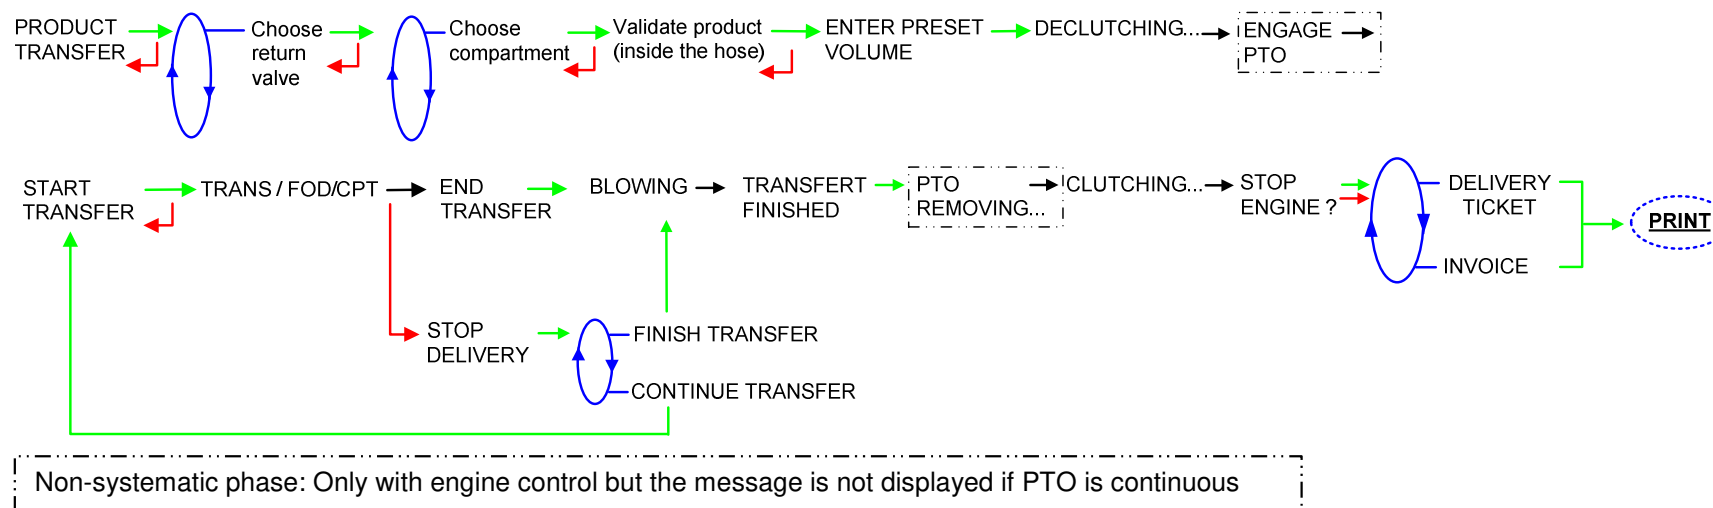 PRODUCT
TRANSFER
Choose
return
valve
Choose
compartment
Validate product
(inside the hose)
ENTER PRESET
VOLUME
DECLUTCHING...
ENGAGE
PTO
START
TRANSFER
TRANS / FOD/CPT
END
TRANSFER
BLOWING
TRANSFERT
FINISHED
PTO
REMOVING...
CLUTCHING...
STOP
ENGINE ?
DELIVERY
TICKET
INVOICE
PRINT
STOP
DELIVERY
FINISH TRANSFER
CONTINUE TRANSFER
Non-systematic phase: Only with engine control but the message is not displayed if PTO is continuous